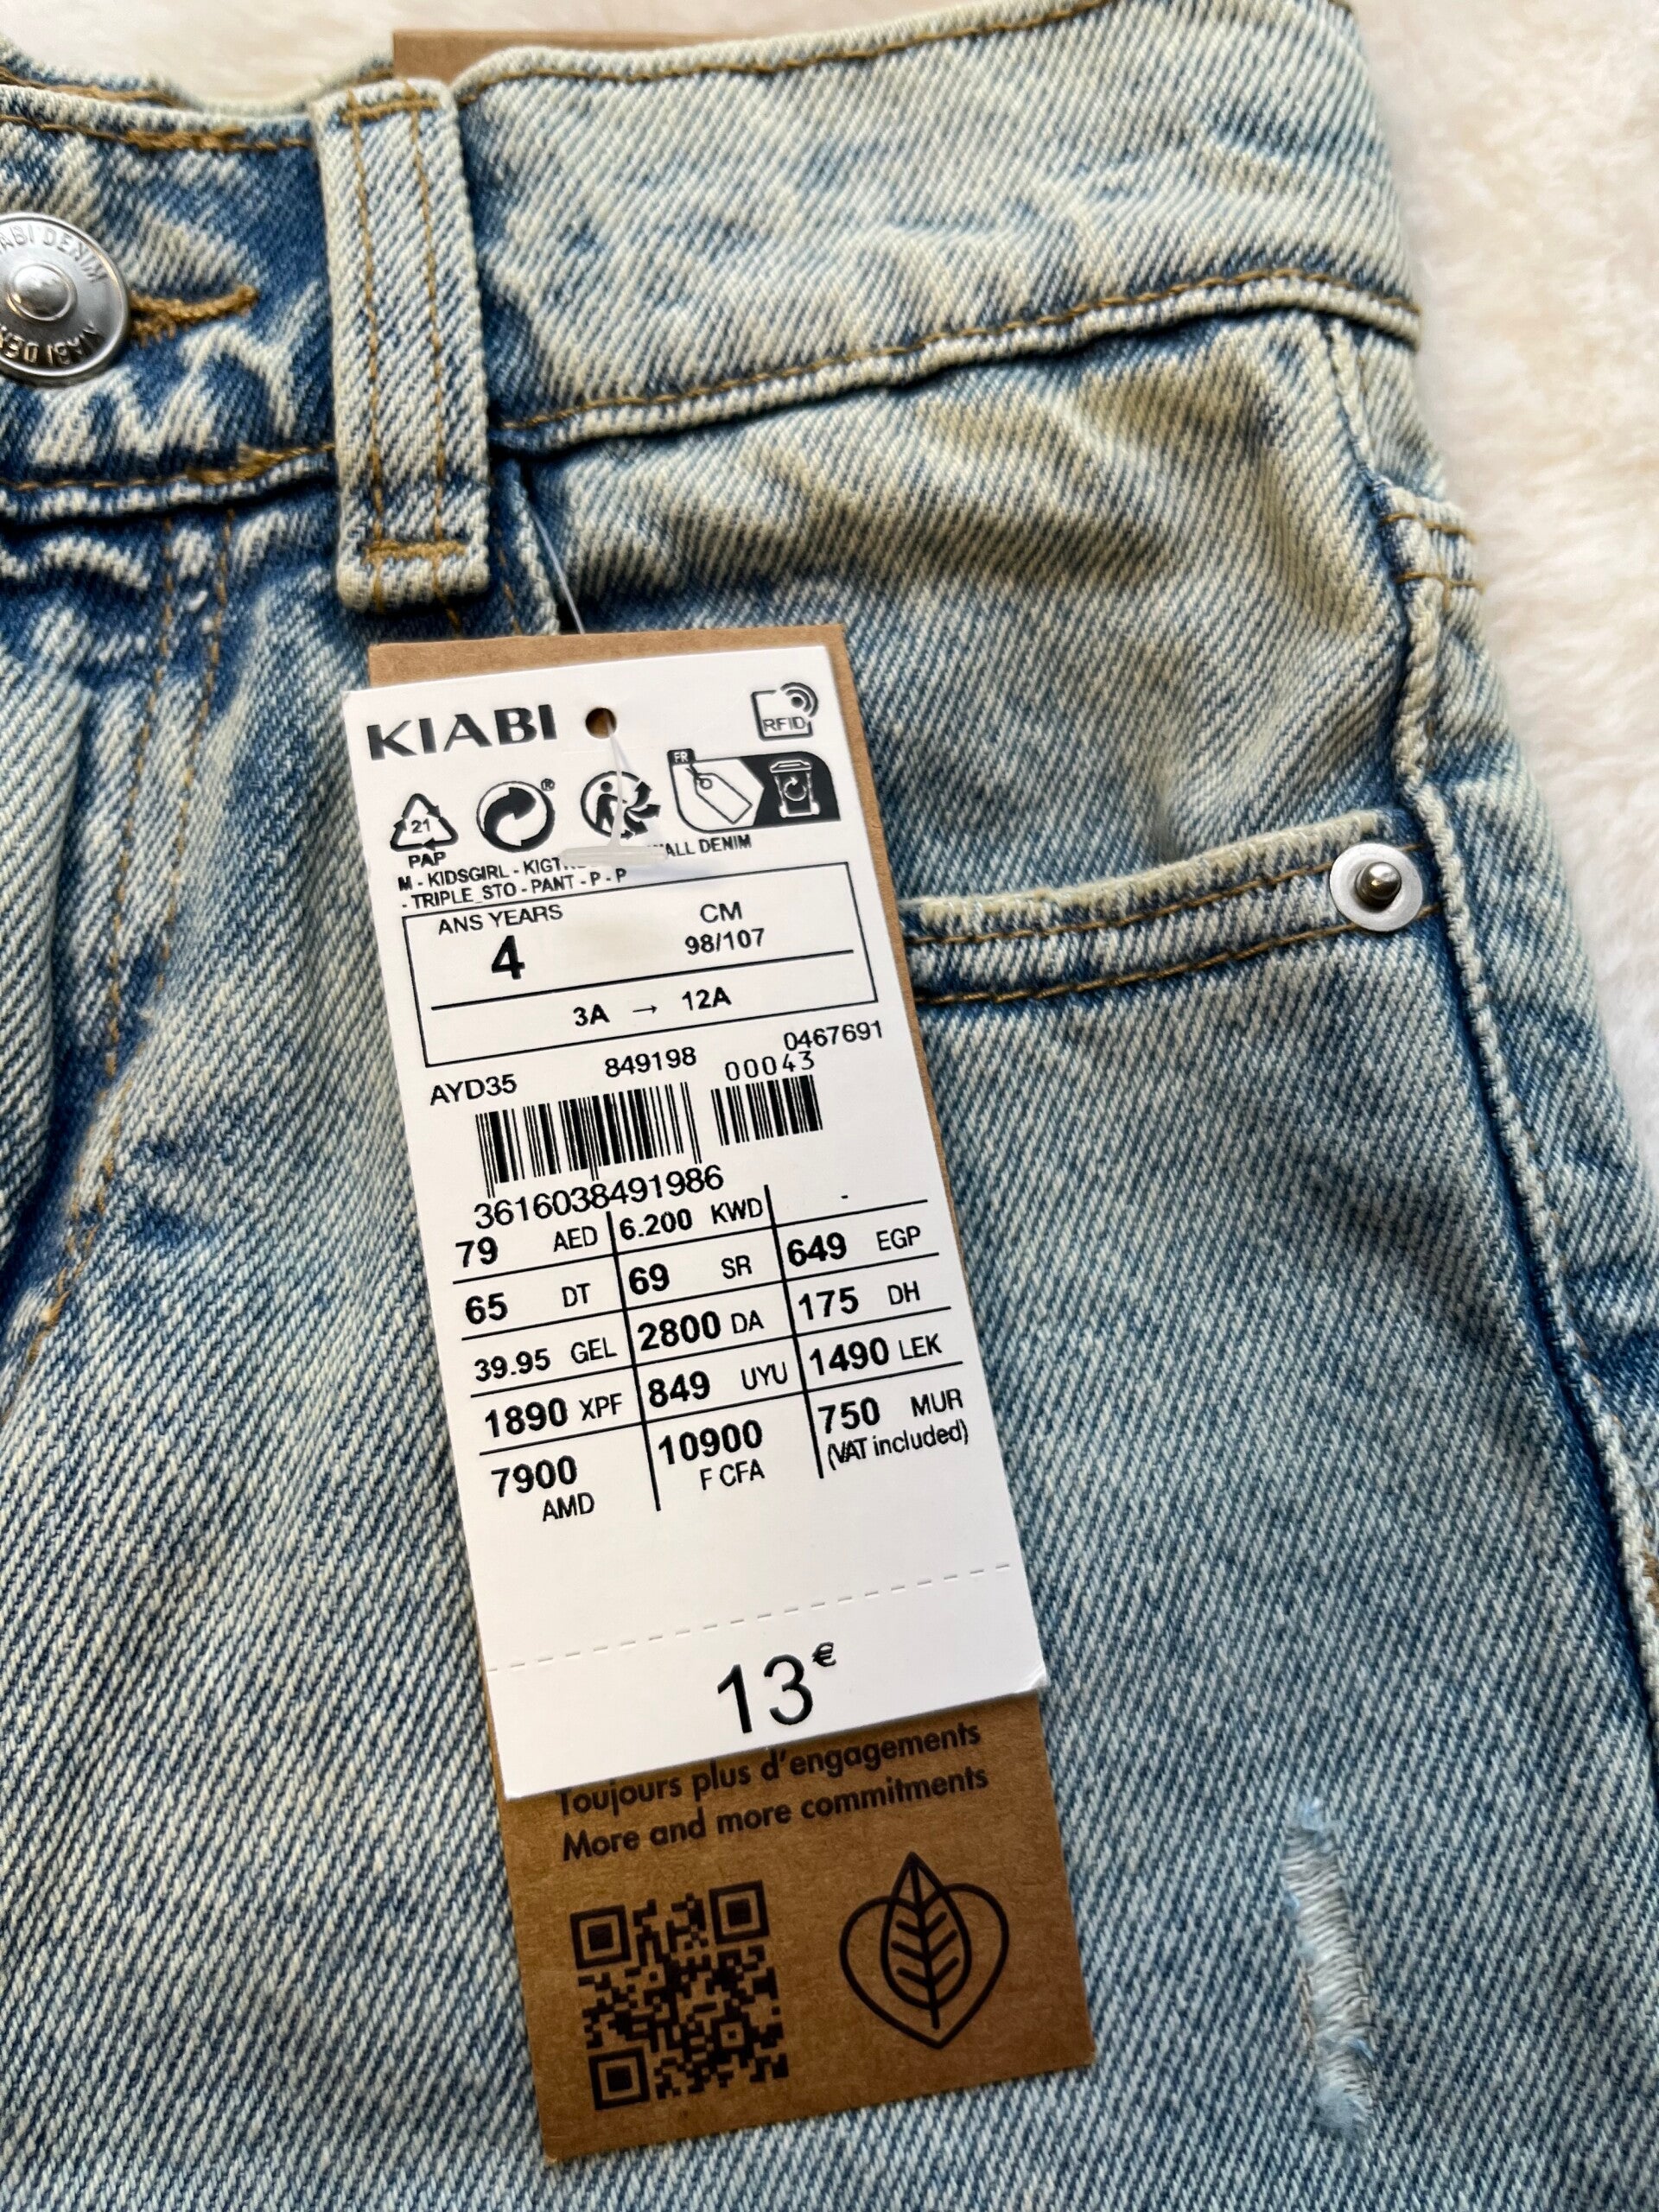 KIABI DENIM
KIABI
RFID
FR
21
PAP
M - KIDSGIRL - ALL DENIM
- TRIPLE_STO - PANT - P - P
ANS YEARS CM
4 98/107
3A → 12A
0467691
AYD35 849198 00043
3616038491986
79 AED 6.200 KWD -
65 DT 69 SR 649 EGP
39.95 GEL 2800 DA 175 DH
1890 XPF 849 UYU 1490 LEK
7900 AMD 10900 F CFA 750 MUR
(VAT included)
13€
Toujours plus d'engagements
More and more commitments